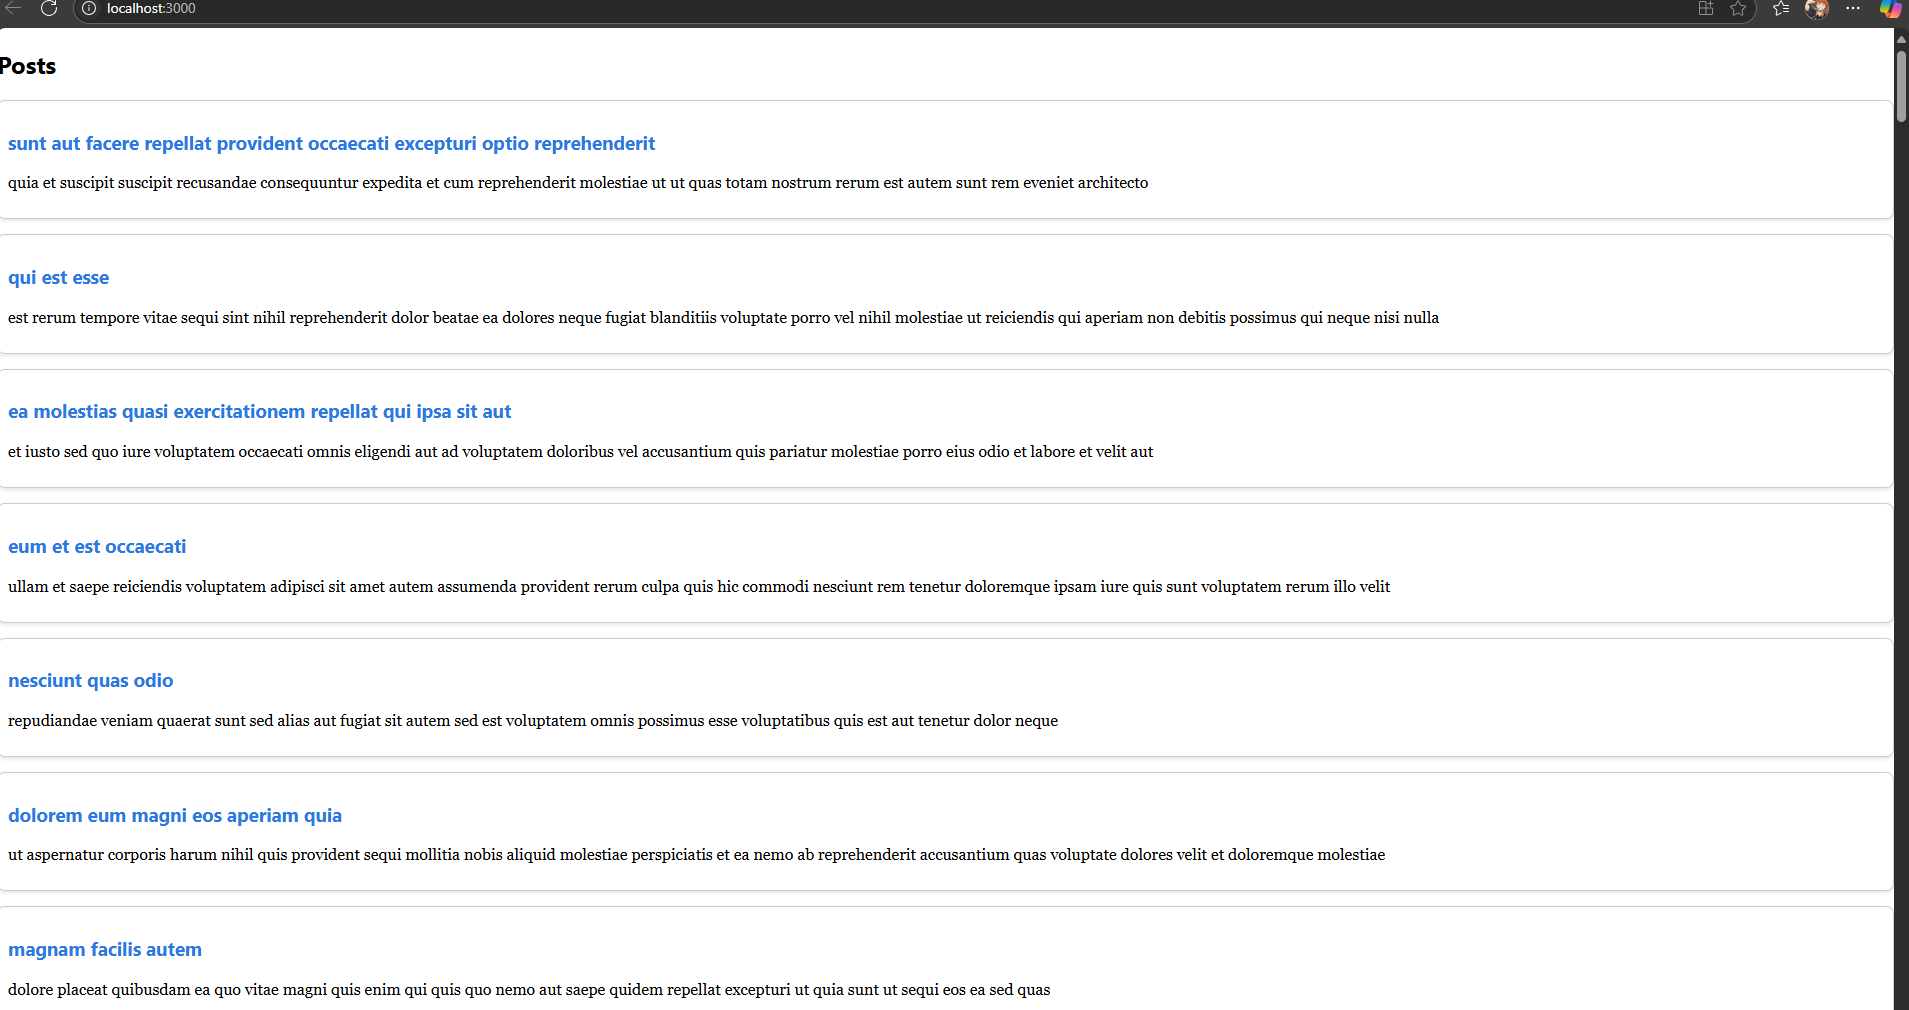 localhost:3000
Posts
sunt aut facere repellat provident occaecati excepturi optio reprehenderit
quia et suscipit suscipit recusandae consequuntur expedita et cum reprehenderit molestiae ut ut quas totam nostrum rerum est autem sunt rem eveniet architecto
qui est esse
est rerum tempore vitae sequi sint nihil reprehenderit dolor beatae ea dolores neque fugiat blanditiis voluptate porro vel nihil molestiae ut reiciendis qui aperiam non debitis possimus qui neque nisi nulla
ea molestias quasi exercitationem repellat qui ipsa sit aut
et iusto sed quo iure voluptatem occaecati omnis eligendi aut ad voluptatem doloribus vel accusantium quis pariatur molestiae porro eius odio et labore et velit aut
eum et est occaecati
ullam et saepe reiciendis voluptatem adipisci sit amet autem assumenda provident rerum culpa quis hic commodi nesciunt rem tenetur doloremque ipsam iure quis sunt voluptatem rerum illo velit
nesciunt quas odio
repudiandae veniam quaerat sunt sed alias aut fugiat sit autem sed est voluptatem omnis possimus esse voluptatibus quis est aut tenetur dolor neque
dolorem eum magni eos aperiam quia
ut aspernatur corporis harum nihil quis provident sequi mollitia nobis aliquid molestiae perspiciatis et ea nemo ab reprehenderit accusantium quas voluptate dolores velit et doloremque molestiae
magnam facilis autem
dolore placeat quibusdam ea quo vitae magni quis enim qui quis quo nemo aut saepe quidem repellat excepturi ut quia sunt ut sequi eos ea sed quas